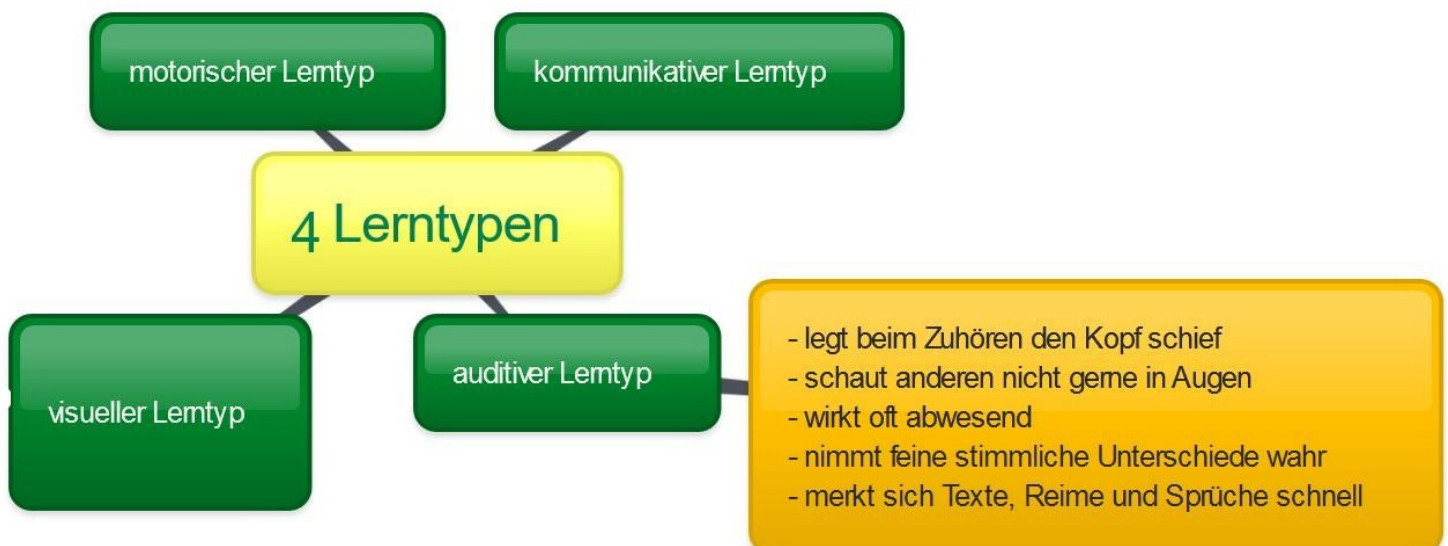 motorischer Lerntyp
kommunikativer Lerntyp
4 Lerntypen
visueller Lerntyp
auditiver Lerntyp
- legt beim Zuhören den Kopf schief
- schaut anderen nicht gerne in Augen
- wirkt oft abwesend
- nimmt feine stimmliche Unterschiede wahr
- merkt sich Texte, Reime und Sprüche schnell